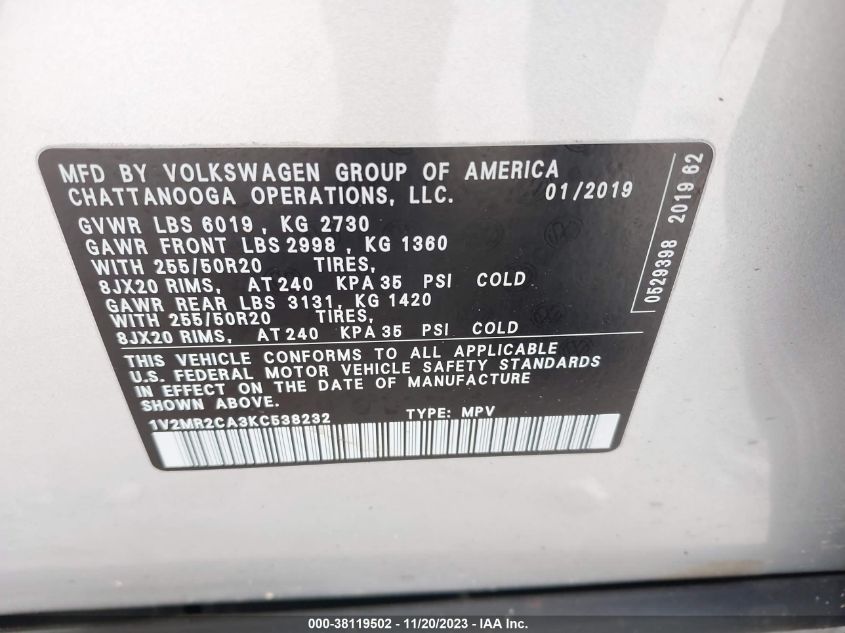 MFD BY VOLKSWAGEN GROUP OF AMERICA
CHATTANOOGA OPERATIONS, LLC. 01/2019
GVWR LBS 6019, KG 2730
GAWR FRONT LBS 2998, KG 1360
WITH 255/50R20 TIRES,
8JX20 RIMS, AT 240 KPA 35 PSI COLD
GAWR REAR LBS 3131, KG 1420
WITH 255/50R20 TIRES,
8JX20 RIMS, AT 240 KPA 35 PSI COLD
THIS VEHICLE CONFORMS TO ALL APPLICABLE
U.S. FEDERAL MOTOR VEHICLE SAFETY STANDARDS
IN EFFECT ON THE DATE OF MANUFACTURE
SHOWN ABOVE.
1V2MR2CA3KC538232 TYPE: MPV
0529398 2019 62
000-38119502 - 11/20/2023 - IAA Inc.